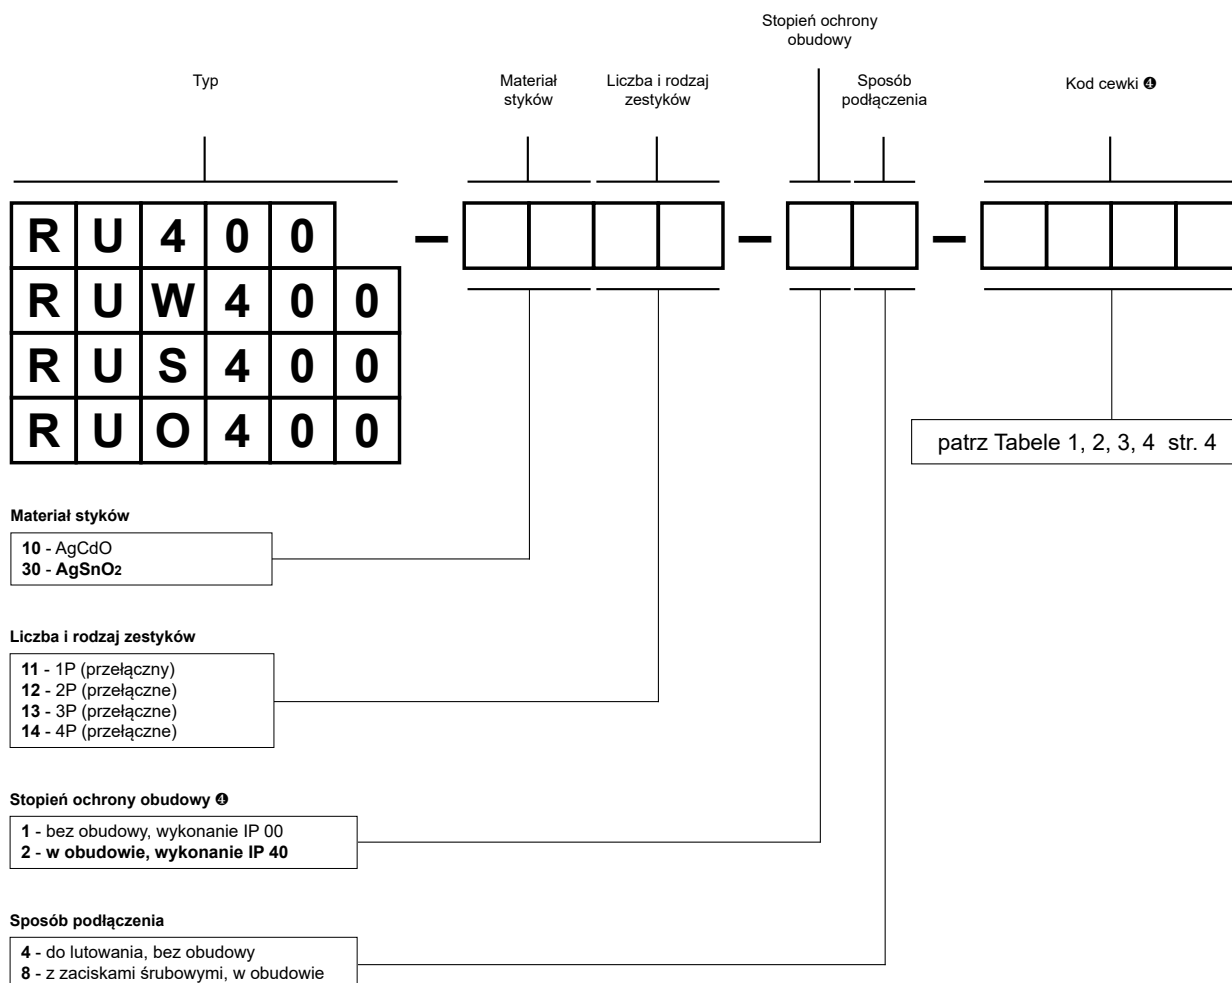 Stopień ochrony
obudowy
Typ
Materiał
styków
Liczba i rodzaj
zestyków
Sposób
podłączenia
Kod cewki ❹
R U 4 0 0 – –  –
R U W 4 0 0
R U S 4 0 0
R U O 4 0 0
patrz Tabele 1, 2, 3, 4 str. 4
Materiał styków
10 - AgCdO
30 - AgSnO2
Liczba i rodzaj zestyków
11 - 1P (przełączny)
12 - 2P (przełączne)
13 - 3P (przełączne)
14 - 4P (przełączne)
Stopień ochrony obudowy ❹
1 - bez obudowy, wykonanie IP 00
2 - w obudowie, wykonanie IP 40
Sposób podłączenia
4 - do lutowania, bez obudowy
8 - z zaciskami śrubowymi, w obudowie